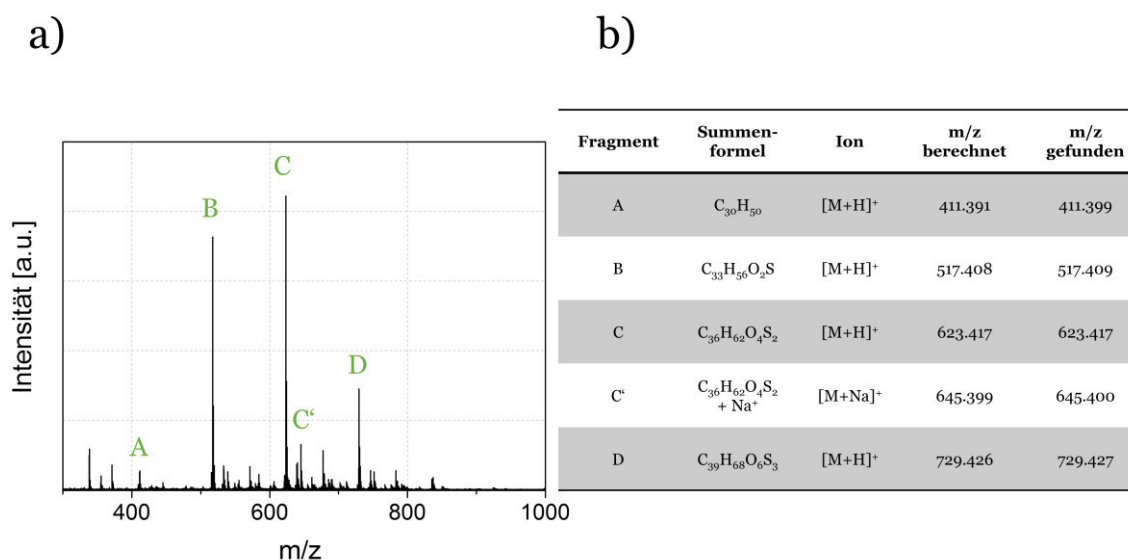 a)
b)
Intensität [a.u.]
A
B
C
C‘
D
400
600
800
1000
m/z
Fragment
Summen-
formel
Ion
m/z
berechnet
m/z
gefunden
A C₃₀H₅₀ [M+H]⁺ 411.391 411.399
B C₃₃H₅₆O₂S [M+H]⁺ 517.408 517.409
C C₃₆H₆₂O₄S₂ [M+H]⁺ 623.417 623.417
C‘ C₃₆H₆₂O₄S₂
+ Na⁺ [M+Na]⁺ 645.399 645.400
D C₃₉H₆₈O₆S₃ [M+H]⁺ 729.426 729.427